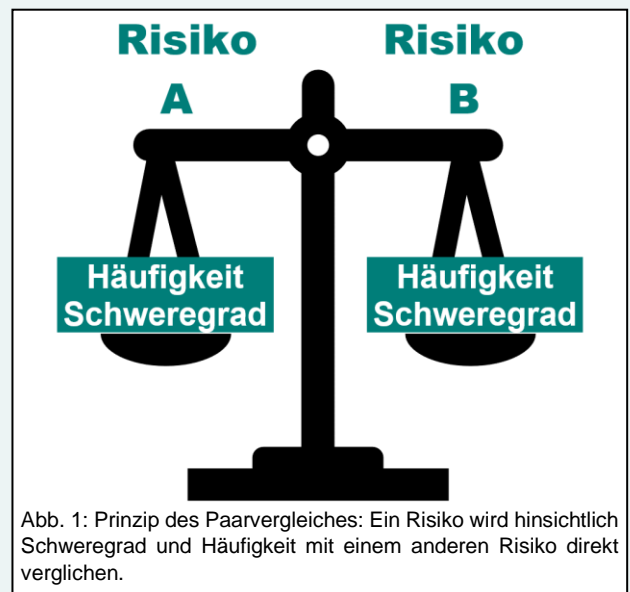 Risiko Risiko
A B
Häufigkeit Häufigkeit
Schweregrad Schweregrad
Abb. 1: Prinzip des Paarvergleiches: Ein Risiko wird hinsichtlich
Schweregrad und Häufigkeit mit einem anderen Risiko direkt
verglichen.